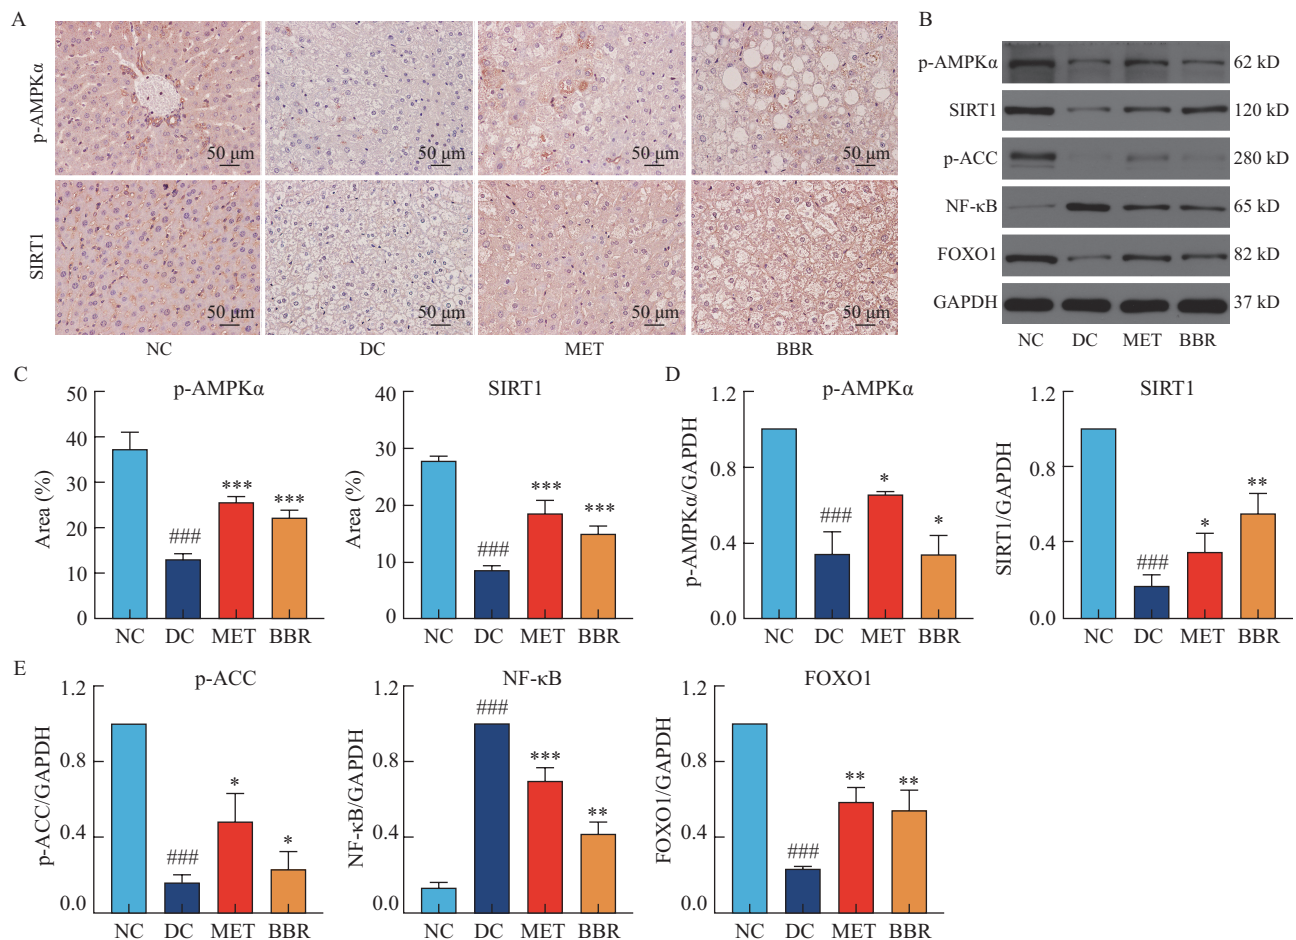 A
p-AMPKα
50 μm
50 μm
50 μm
50 μm
SIRT1
50 μm
50 μm
50 μm
50 μm
NC
DC
MET
BBR
B
p-AMPKα
62 kD
SIRT1
120 kD
p-ACC
280 kD
NF-κB
65 kD
FOXO1
82 kD
GAPDH
37 kD
NC
DC
MET
BBR
C
p-AMPKα
Area (%)
50
40
30
20
10
0
###
***
***
NC
DC
MET
BBR
SIRT1
Area (%)
40
30
20
10
0
###
***
***
NC
DC
MET
BBR
D
p-AMPKα
p-AMPKα/GAPDH
1.2
0.8
0.4
0.0
###
*
*
NC
DC
MET
BBR
SIRT1
SIRT1/GAPDH
1.2
0.8
0.4
0.0
###
*
**
NC
DC
MET
BBR
E
p-ACC
p-ACC/GAPDH
1.2
0.8
0.4
0.0
###
*
*
NC
DC
MET
BBR
NF-κB
NF-κB/GAPDH
1.2
0.8
0.4
0.0
###
***
**
NC
DC
MET
BBR
FOXO1
FOXO1/GAPDH
1.2
0.8
0.4
0.0
###
**
**
NC
DC
MET
BBR